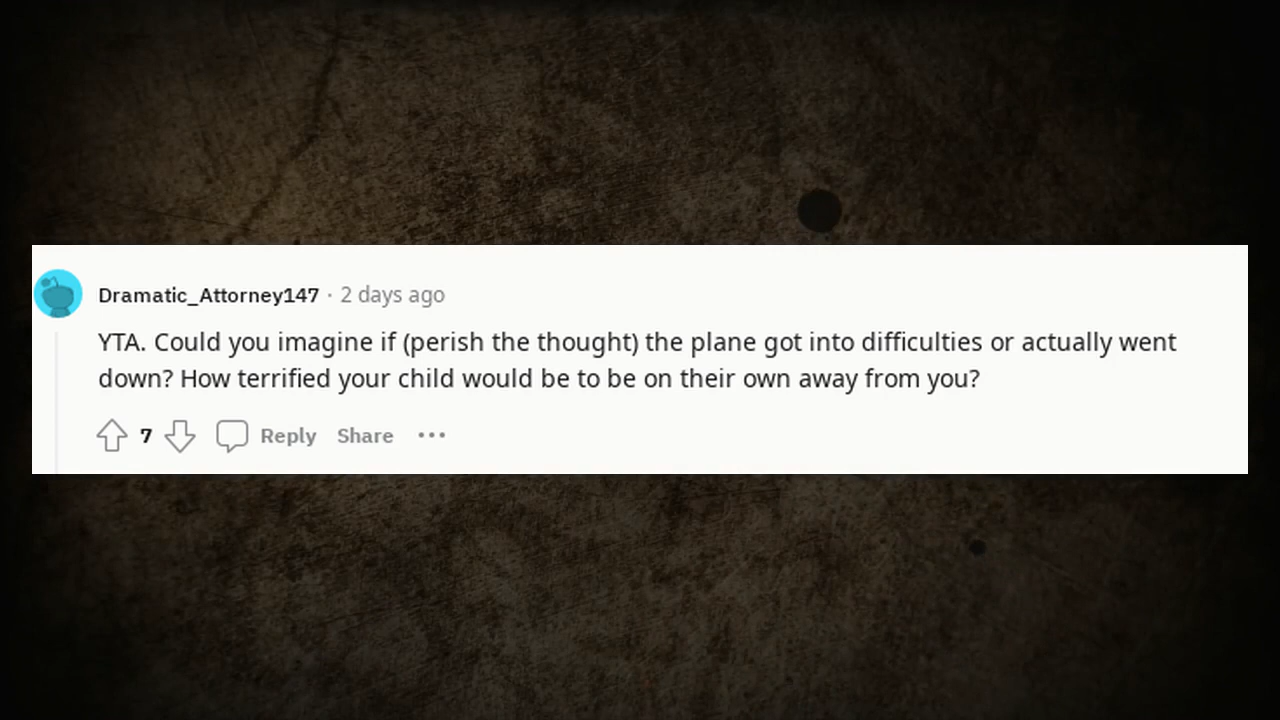 Dramatic_Attorney147 · 2 days ago
YTA. Could you imagine if (perish the thought) the plane got into difficulties or actually went
down? How terrified your child would be to be on their own away from you?
7 Reply Share •••